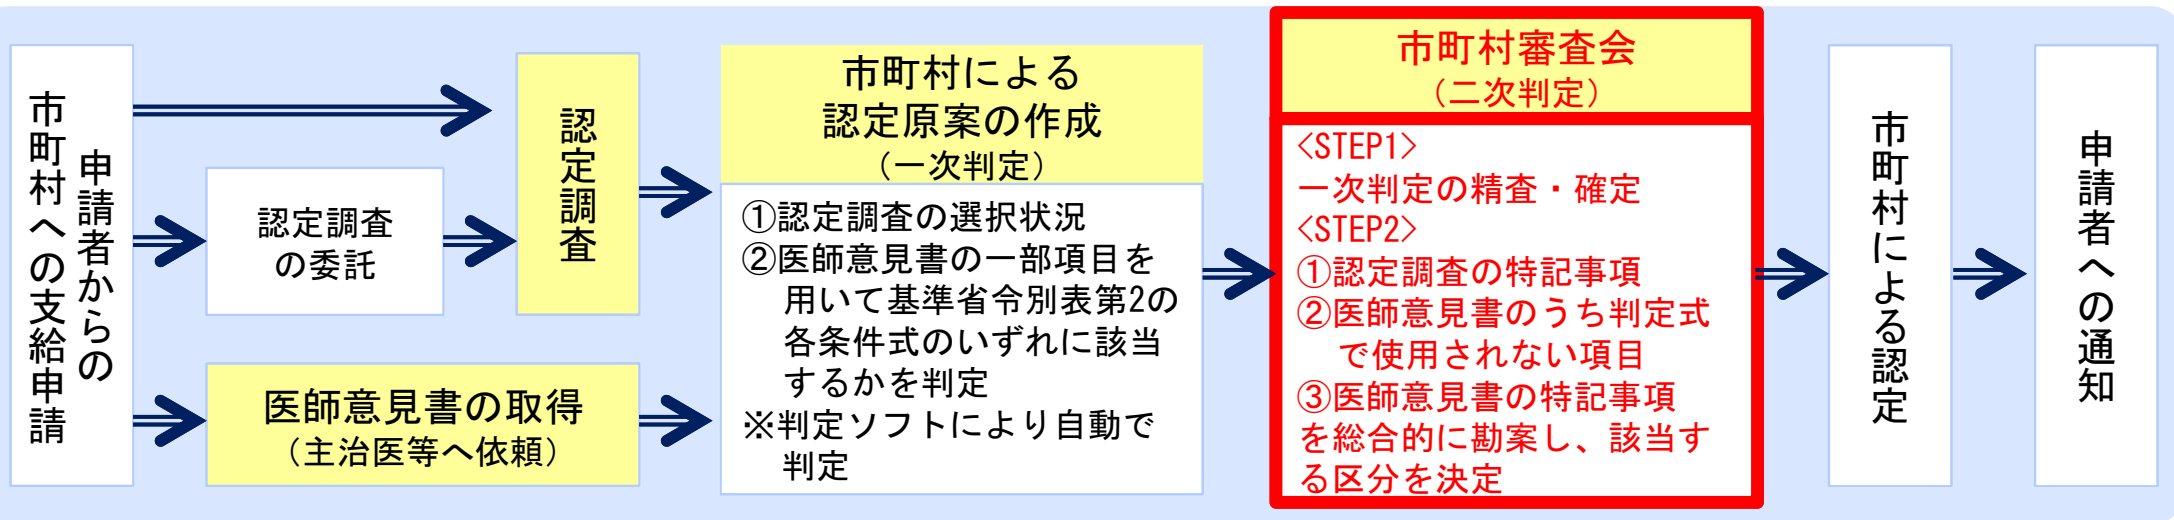 申請者からの
市町村への支給申請
認定調査
の委託
医師意見書の取得
（主治医等へ依頼）
認定調査
市町村による
認定原案の作成
（一次判定）
①認定調査の選択状況
②医師意見書の一部項目を
用いて基準省令別表第2の
各条件式のいずれに該当
するかを判定
※判定ソフトにより自動で
判定
市町村審査会
（二次判定）
<STEP1>
一次判定の精査・確定
<STEP2>
①認定調査の特記事項
②医師意見書のうち判定式
で使用されない項目
③医師意見書の特記事項
を総合的に勘案し、該当す
る区分を決定
市町村による認定
申請者への通知